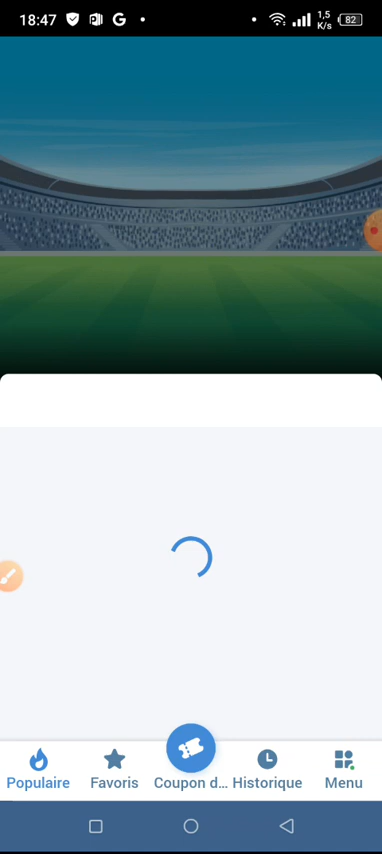 18:47
1,5
K/s
82
Populaire
Favoris
Coupon d...
Historique
Menu